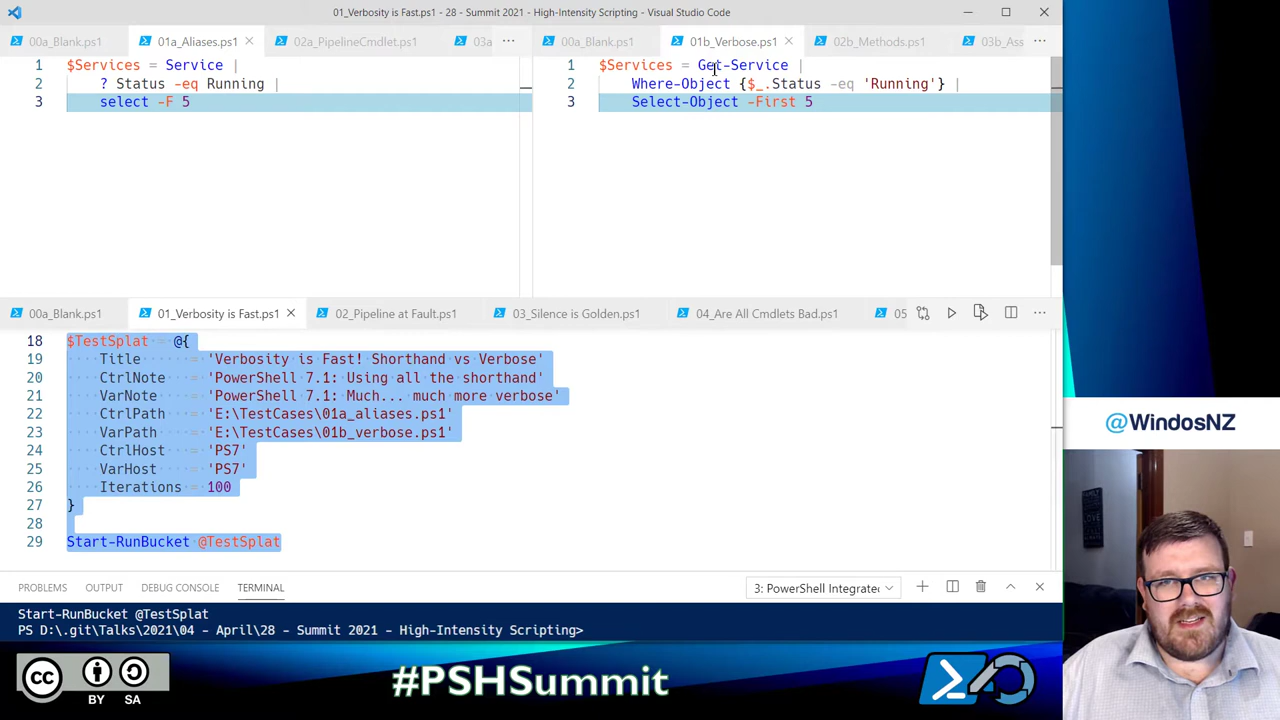 01_Verbosity is Fast.ps1 - 28 - Summit 2021 - High-Intensity Scripting - Visual Studio Code
00a_Blank.ps1
01a_Aliases.ps1
02a_PipelineCmdlet.ps1
03a
00a_Blank.ps1
01b_Verbose.ps1
02b_Methods.ps1
03b_Ass
1 $Services = Service |
2 ? Status -eq Running |
3 select -F 5
1 $Services = Get-Service |
2 Where-Object {$_.Status -eq 'Running'} |
3 Select-Object -First 5
00a_Blank.ps1
01_Verbosity is Fast.ps1
02_Pipeline at Fault.ps1
03_Silence is Golden.ps1
04_Are All Cmdlets Bad.ps1
05
18 $TestSplat = @{
19 Title = 'Verbosity is Fast! Shorthand vs Verbose'
20 CtrlNote = 'PowerShell 7.1: Using all the shorthand'
21 VarNote = 'PowerShell 7.1: Much... much more verbose'
22 CtrlPath = 'E:\TestCases\01a_aliases.ps1'
23 VarPath = 'E:\TestCases\01b_verbose.ps1'
24 CtrlHost = 'PS7'
25 VarHost = 'PS7'
26 Iterations = 100
27 }
28
29 Start-RunBucket @TestSplat
PROBLEMS
OUTPUT
DEBUG CONSOLE
TERMINAL
3: PowerShell Integrated
Start-RunBucket @TestSplat
PS D:\.git\Talks\2021\04 - April\28 - Summit 2021 - High-Intensity Scripting>
@WindosNZ
cc
BY SA
#PSHSummit